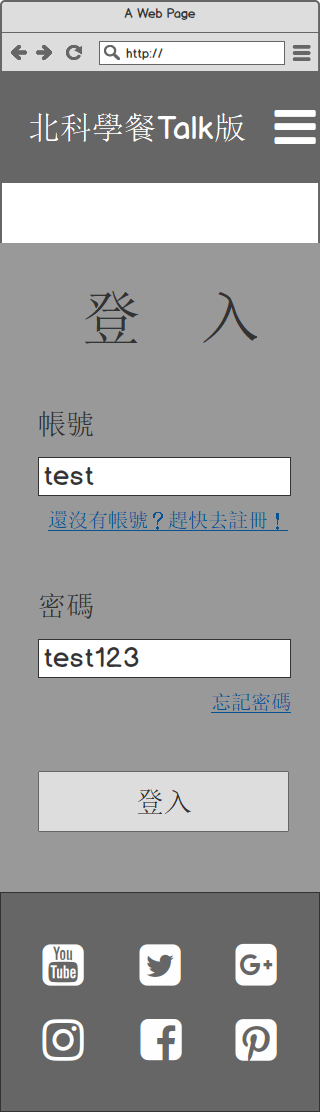 A Web Page
http://
北科學餐Talk版
登 入
帳號
test
還沒有帳號？趕快去註冊！
密碼
test123
忘記密碼
登入
You
Tube
G+